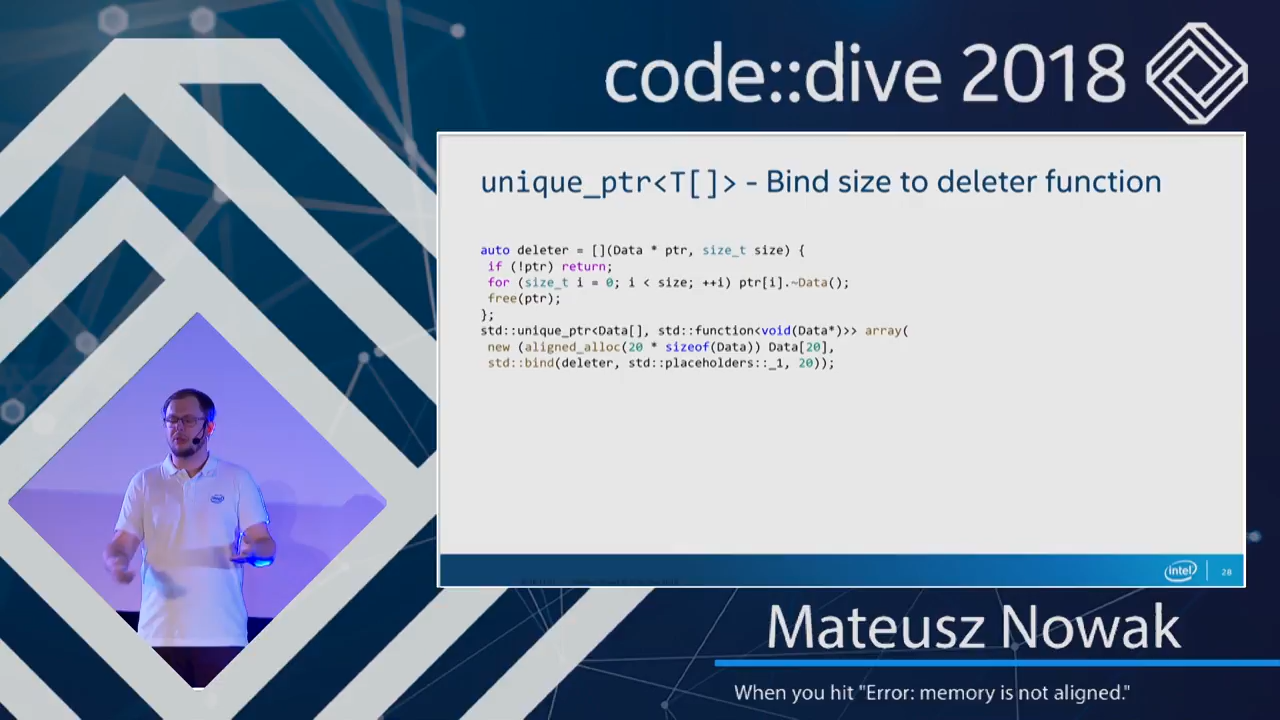 code::dive 2018
unique_ptr<T[]> - Bind size to deleter function
auto deleter = [](Data * ptr, size_t size) {
if (!ptr) return;
for (size_t i = 0; i < size; ++i) ptr[i].~Data();
free(ptr);
};
std::unique_ptr<Data[], std::function<void(Data*)>> array(
new (aligned_alloc(20 * sizeof(Data)) Data[20],
std::bind(deleter, std::placeholders::_1, 20));
intel
28
Mateusz Nowak
When you hit "Error: memory is not aligned."